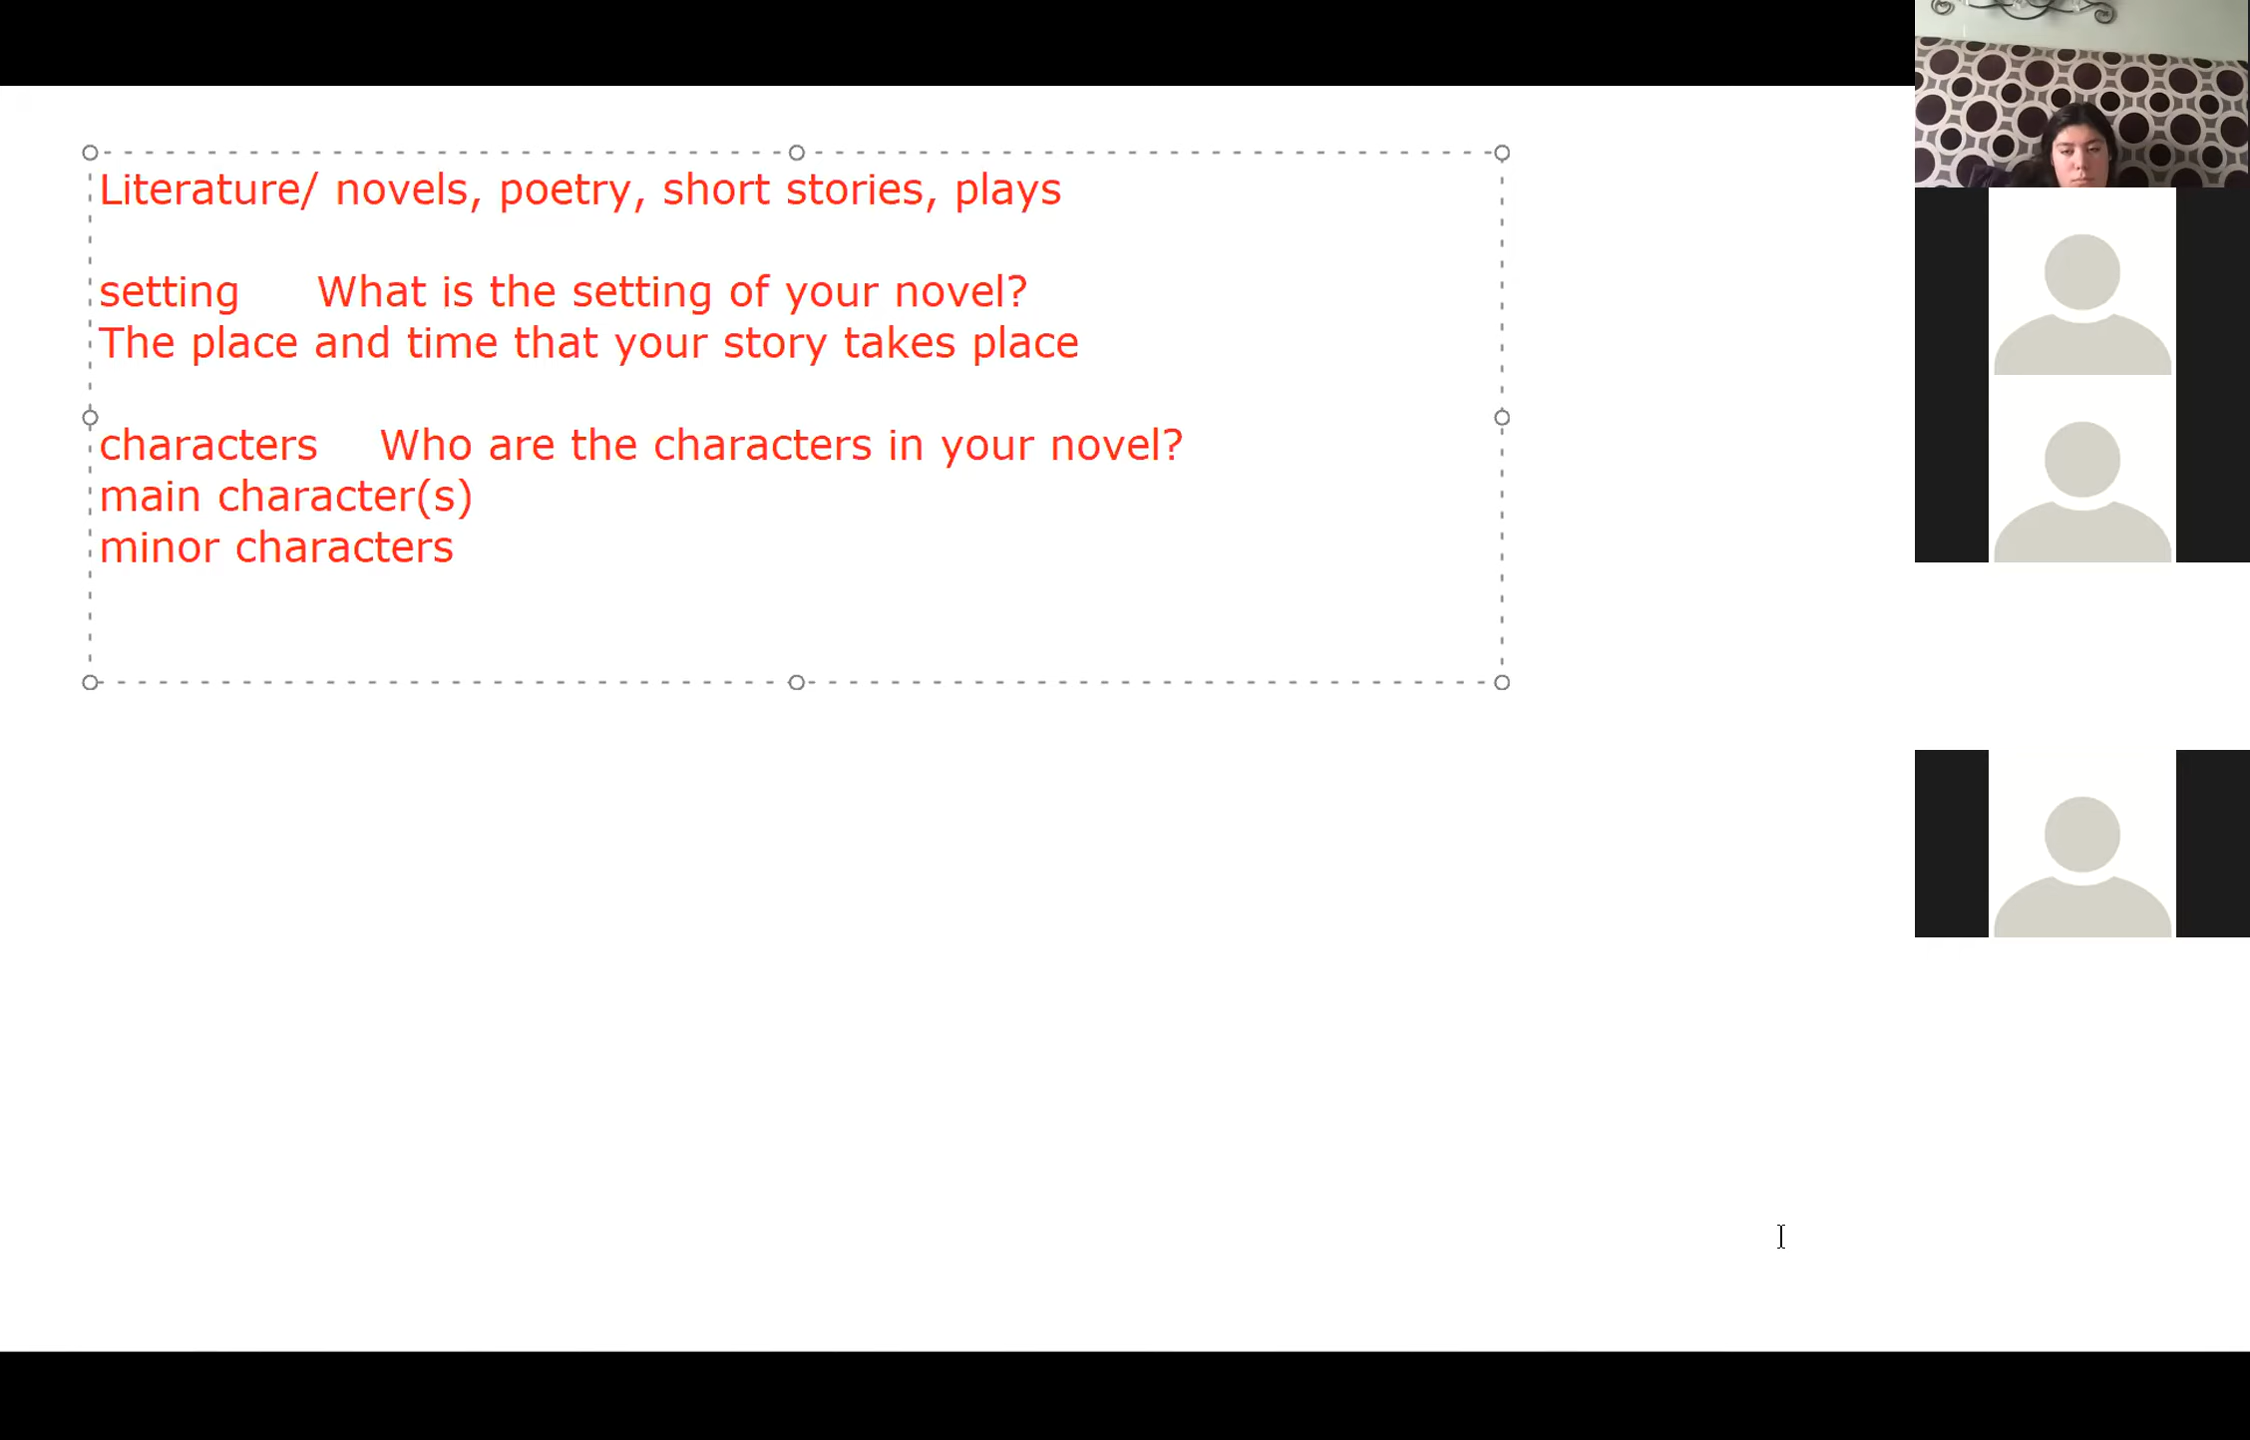 Literature/ novels, poetry, short stories, plays
setting What is the setting of your novel?
The place and time that your story takes place
characters Who are the characters in your novel?
main character(s)
minor characters